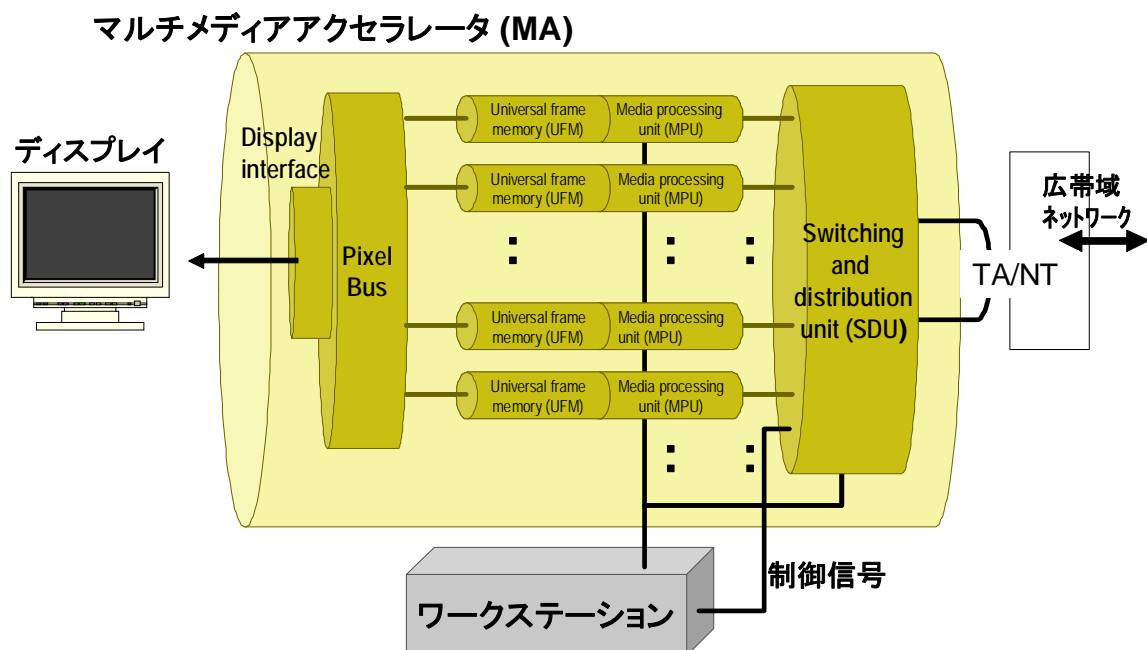 マルチメディアアクセラレータ (MA)
ディスプレイ
Display
interface
Pixel
Bus
Universal frame
memory (UFM)
Media processing
unit (MPU)
Universal frame
memory (UFM)
Media processing
unit (MPU)
Universal frame
memory (UFM)
Media processing
unit (MPU)
Universal frame
memory (UFM)
Media processing
unit (MPU)
Switching
and
distribution
unit (SDU)
広帯域
ネットワーク
TA/NT
制御信号
ワークステーション